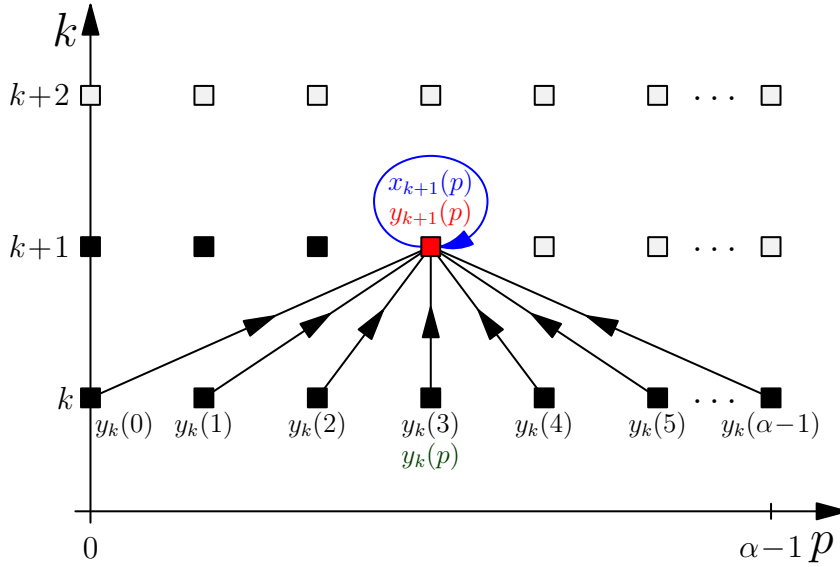 k
k+2 ...
x_{k+1}(p)
y_{k+1}(p)
k+1 ...
k ...
y_k(0) y_k(1) y_k(2) y_k(3) y_k(4) y_k(5) y_k(α−1)
y_k(p)
0 α−1 p